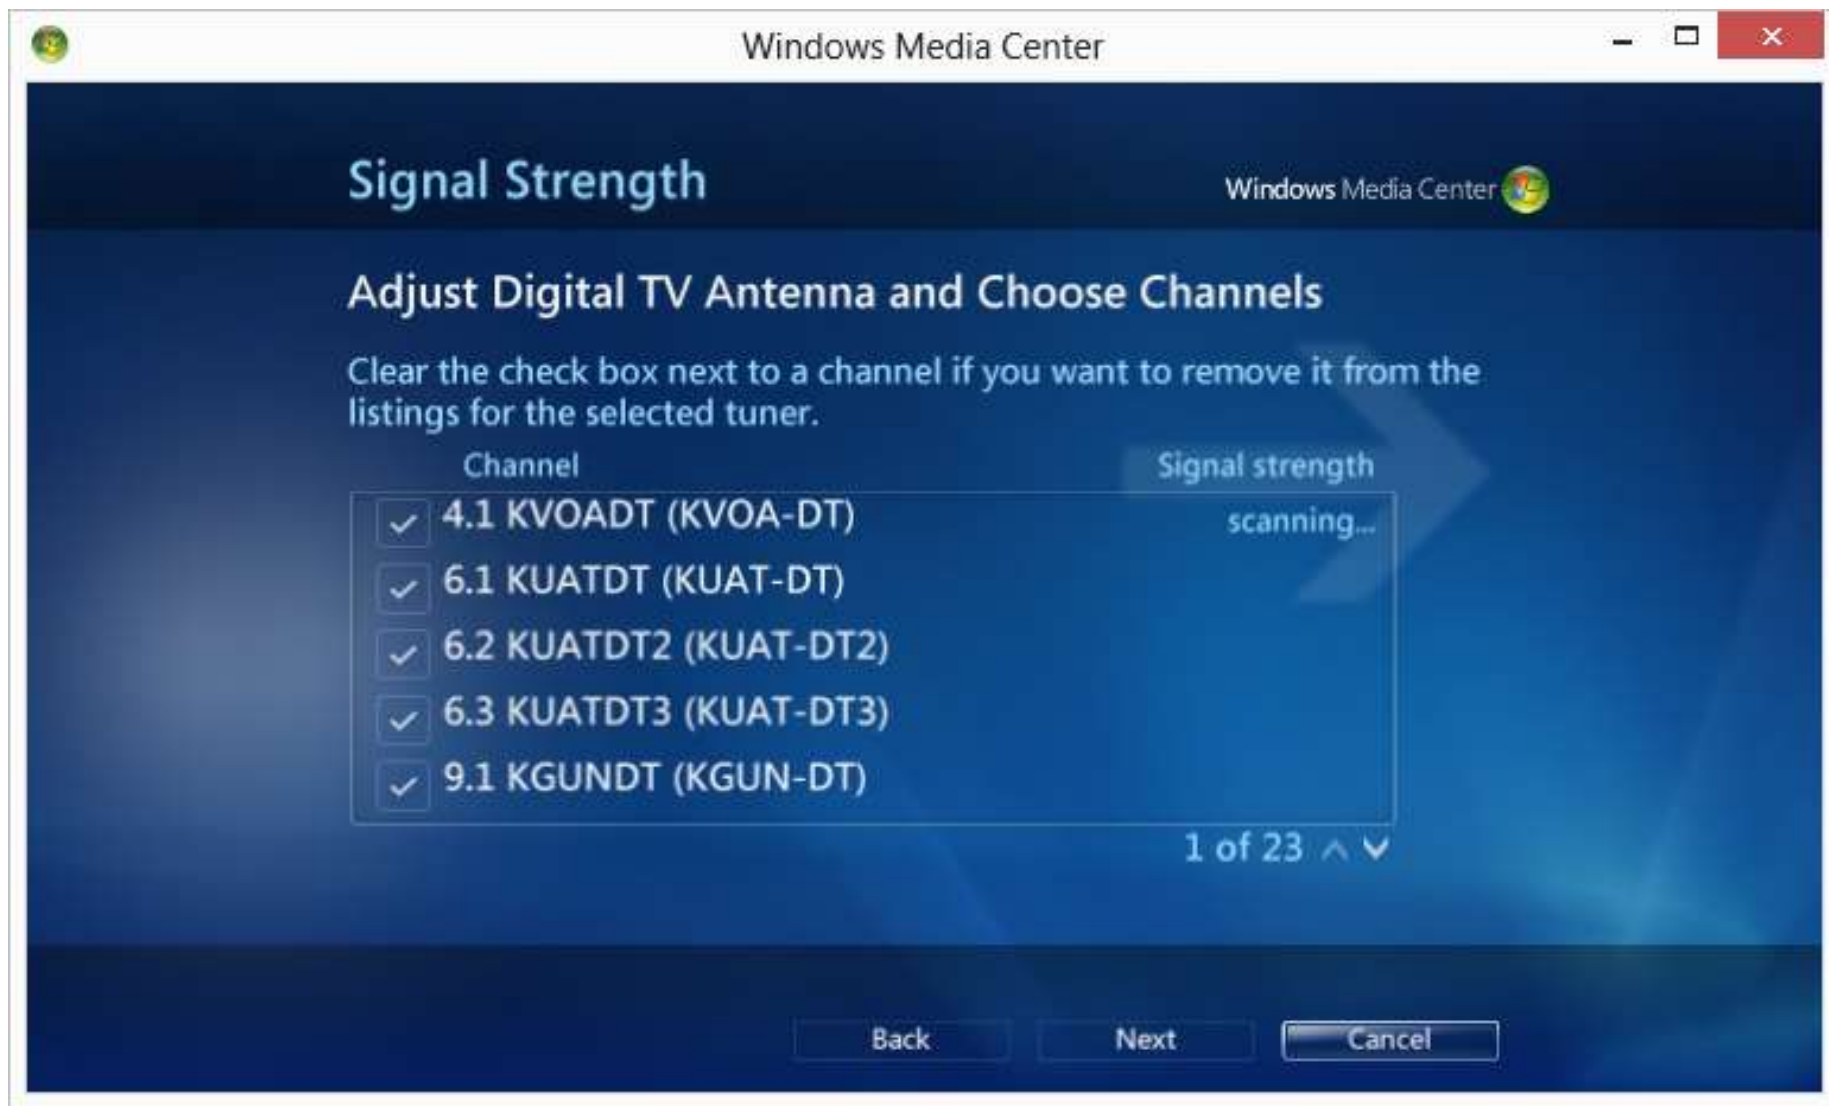 Windows Media Center
Signal Strength
Windows Media Center
Adjust Digital TV Antenna and Choose Channels
Clear the check box next to a channel if you want to remove it from the
listings for the selected tuner.
Channel Signal strength
4.1 KVOADT (KVOA-DT) scanning...
6.1 KUATDT (KUAT-DT)
6.2 KUATDT2 (KUAT-DT2)
6.3 KUATDT3 (KUAT-DT3)
9.1 KGUNDT (KGUN-DT)
1 of 23
Back Next Cancel